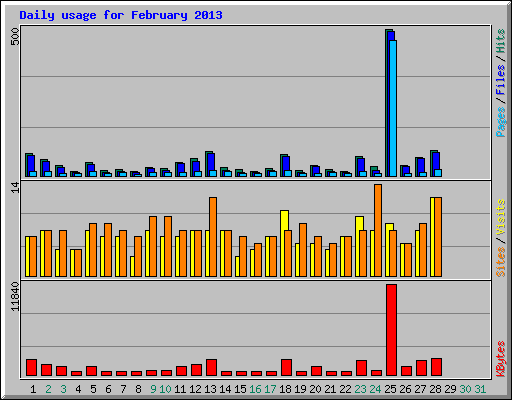 Daily usage for February 2013
500
Pages / Files / Hits
14
Sites / Visits
11840
KBytes
1 2 3 4 5 6 7 8 9 10 11 12 13 14 15 16 17 18 19 20 21 22 23 24 25 26 27 28 29 30 31